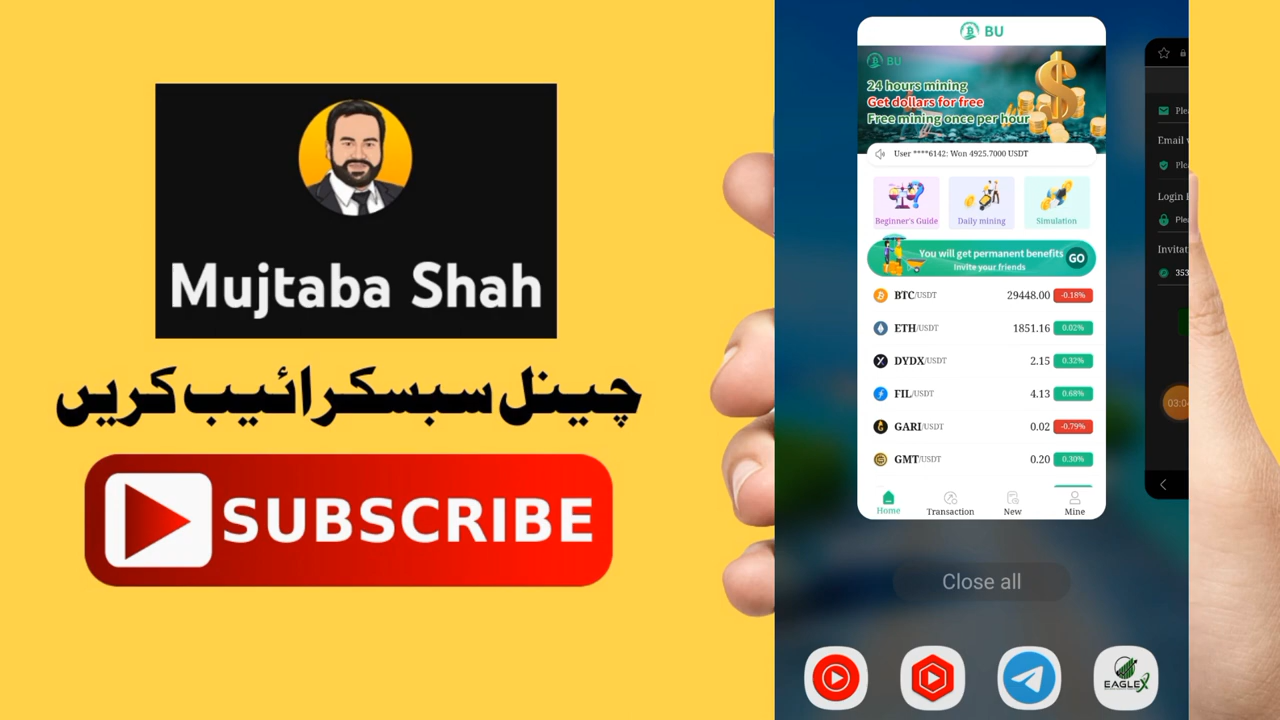 Mujtaba Shah
چینل سبسکرائیب کریں
SUBSCRIBE
BU
BU
24 hours mining
Get dollars for free
Free mining once per hour
User ****6142: Won 4925.7000 USDT
Beginner's Guide
Daily mining
Simulation
You will get permanent benefits
invite your friends
GO
BTC/USDT 29448.00 -0.18%
ETH/USDT 1851.16 0.02%
DYDX/USDT 2.15 0.32%
FIL/USDT 4.13 0.68%
GARI/USDT 0.02 -0.79%
GMT/USDT 0.20 0.30%
Home
Transaction
New
Mine
Email
Login
353
03:04
Close all
EAGLEX